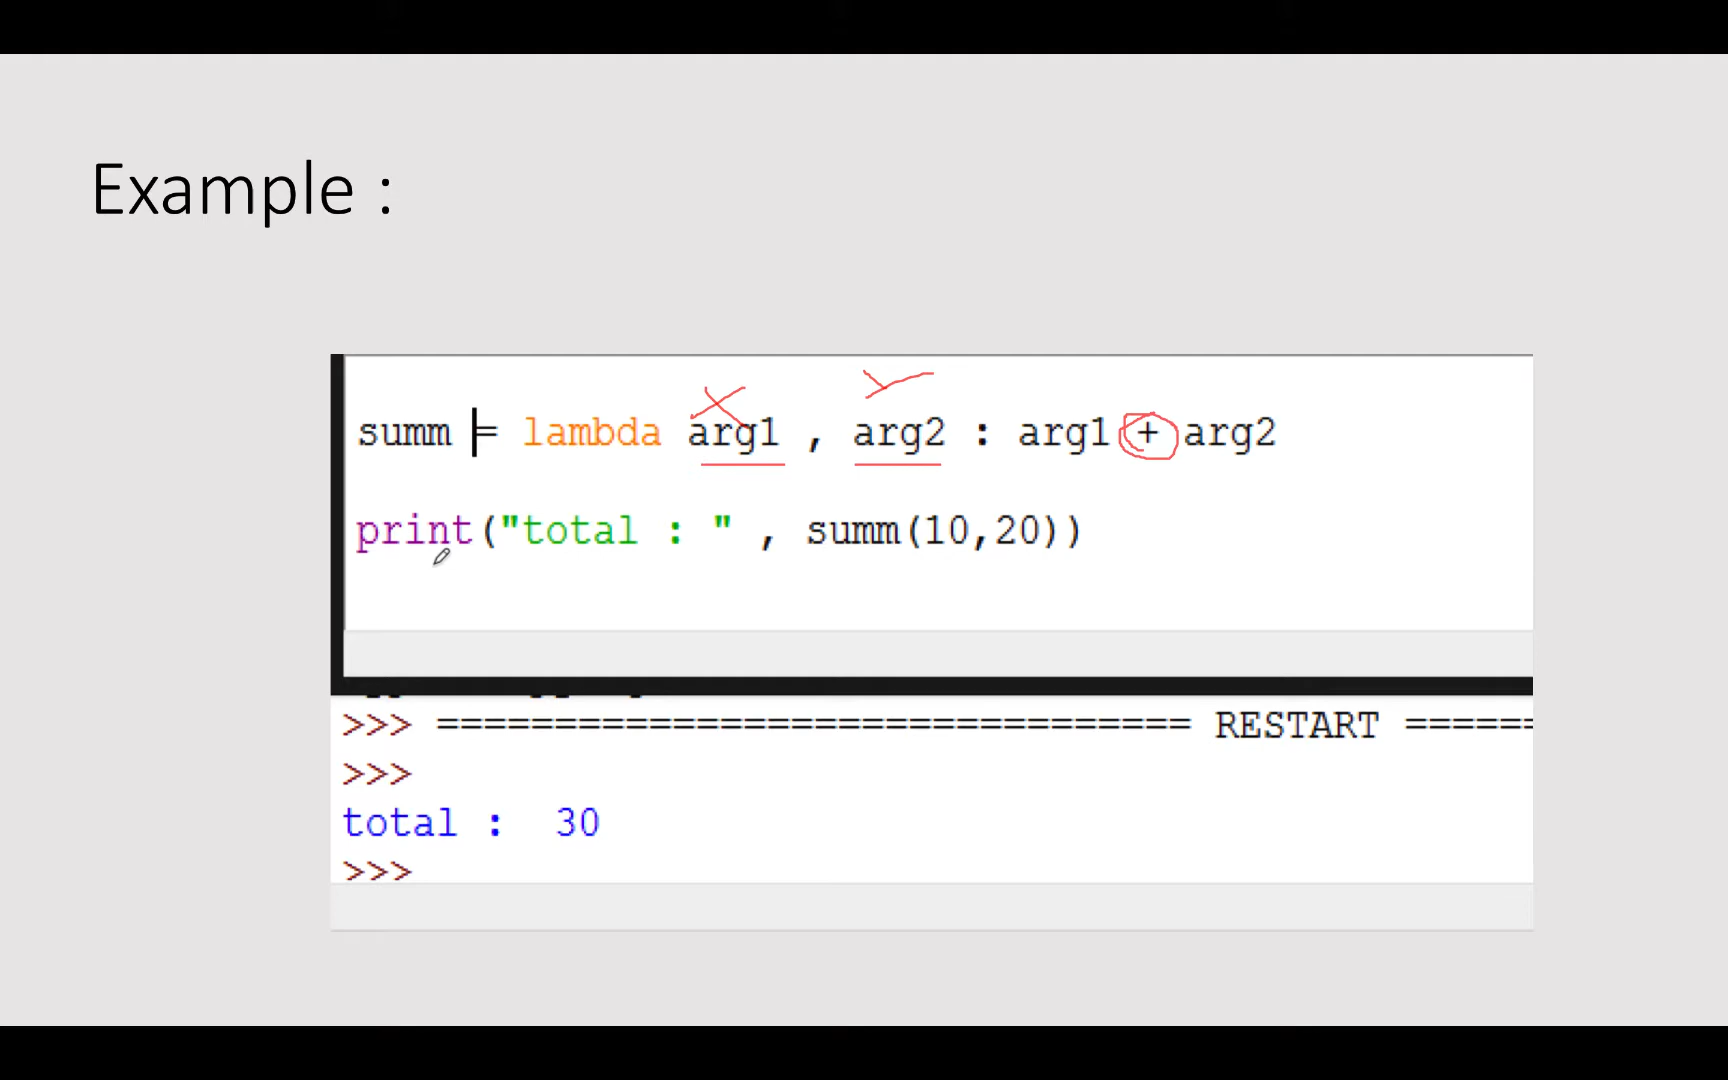 Example :
summ = lambda arg1 , arg2 : arg1 + arg2
print("total : " , summ(10,20))
>>> ================================ RESTART ======
>>>
total :  30
>>>